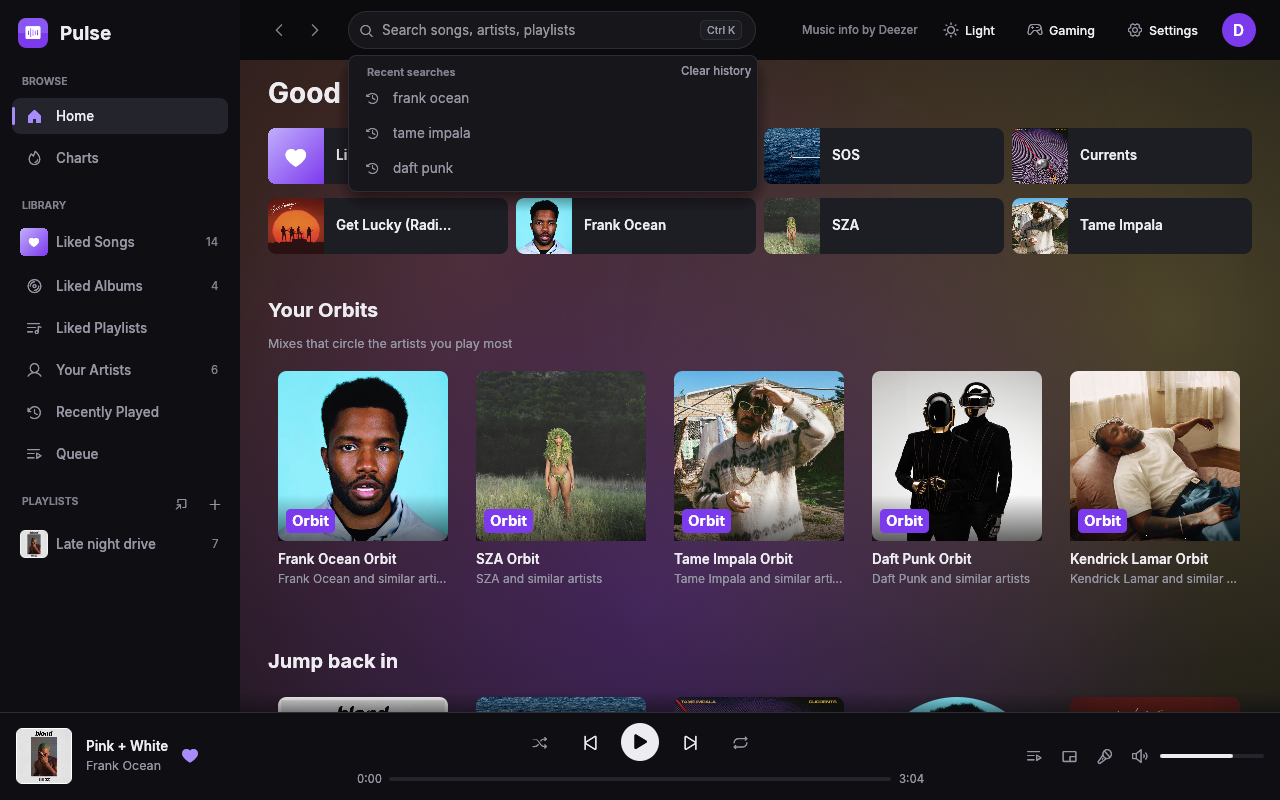 Pulse
BROWSE
Home
Charts
LIBRARY
Liked Songs 14
Liked Albums 4
Liked Playlists
Your Artists 6
Recently Played
Queue
PLAYLISTS
Late night drive 7
Search songs, artists, playlists Ctrl K
Music info by Deezer
Light
Gaming
Settings
D
Recent searches Clear history
frank ocean
tame impala
daft punk
Good
Li
SOS
Currents
Get Lucky (Radi...
Frank Ocean
SZA
Tame Impala
Your Orbits
Mixes that circle the artists you play most
Orbit
Orbit
Orbit
Orbit
Orbit
Frank Ocean Orbit
Frank Ocean and similar arti...
SZA Orbit
SZA and similar artists
Tame Impala Orbit
Tame Impala and similar arti...
Daft Punk Orbit
Daft Punk and similar artists
Kendrick Lamar Orbit
Kendrick Lamar and similar ...
Jump back in
blond
TAME IMPALA CURRENTS
blond
Pink + White
Frank Ocean
0:00
3:04